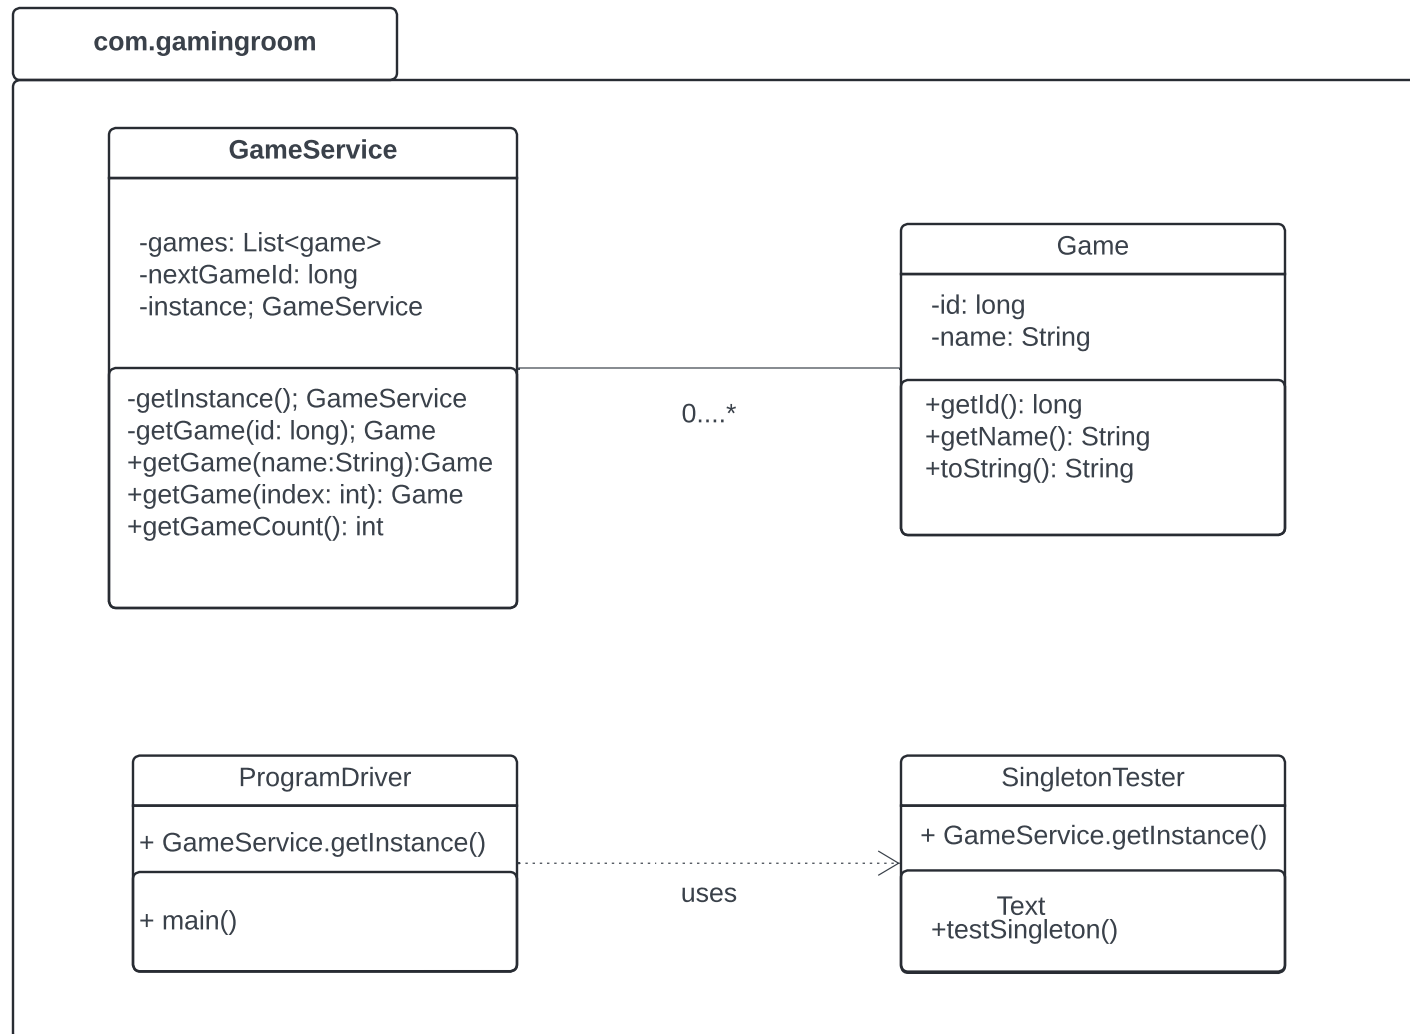 com.gamingroom
GameService
-games: List<game>
-nextGameId: long
-instance; GameService
-getInstance(); GameService
-getGame(id: long); Game
+getGame(name:String):Game
+getGame(index: int): Game
+getGameCount(): int
0....*
Game
-id: long
-name: String
+getId(): long
+getName(): String
+toString(): String
ProgramDriver
+ GameService.getInstance()
+ main()
uses
SingletonTester
+ GameService.getInstance()
Text
+testSingleton()